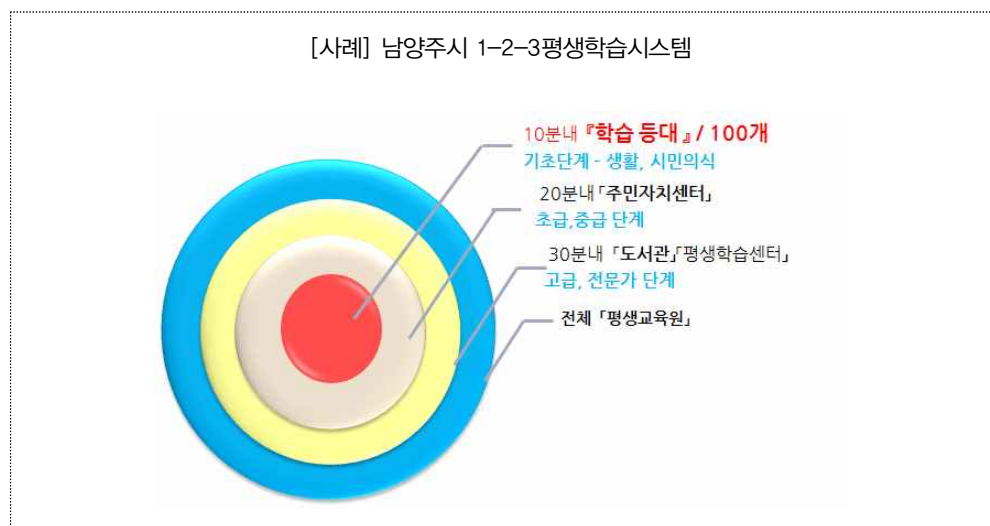 [사례] 남양주시 1-2-3평생학습시스템
10분내 『학습 등대』 / 100개
기초단계 - 생활, 시민의식
20분내 「주민자치센터」
초급,중급 단계
30분내 「도서관」「평생학습센터」
고급, 전문가 단계
전체 「평생교육원」